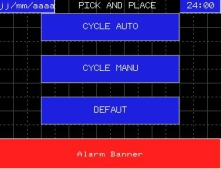 jj/mm/aaaa PICK AND PLACE 24:00
CYCLE AUTO
CYCLE MANU
DEFAUT
Alarm Banner